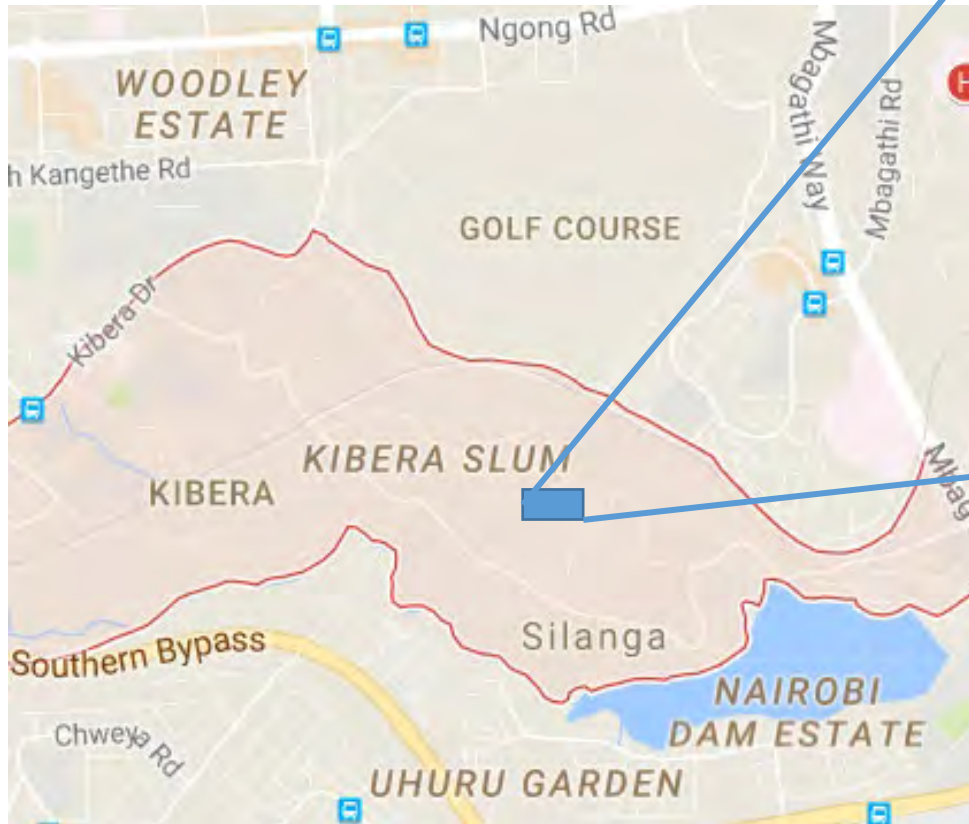 Ngong Rd
WOODLEY
ESTATE
Mbagathi Way
Mbagathi Rd
H
h Kangethe Rd
GOLF COURSE
Kibera Dr
KIBERA SLUM
KIBERA
Mbag
Silanga
Southern Bypass
NAIROBI
DAM ESTATE
Chweya Rd
UHURU GARDEN